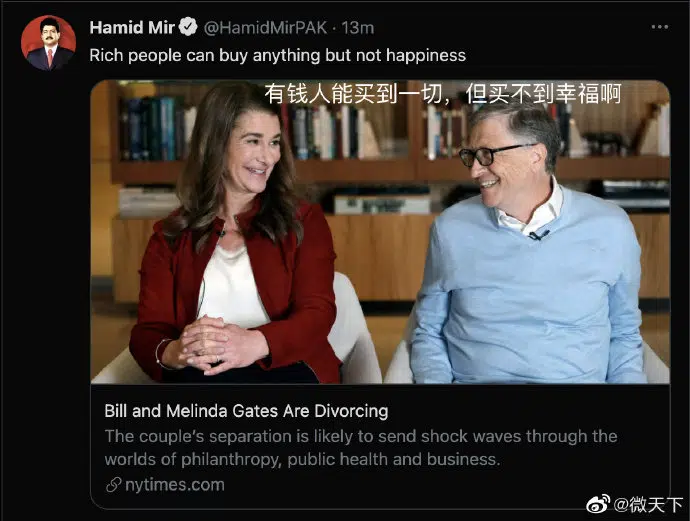 Hamid Mir @HamidMirPAK · 13m
Rich people can buy anything but not happiness
有钱人能买到一切，但买不到幸福啊
Bill and Melinda Gates Are Divorcing
The couple's separation is likely to send shock waves through the
worlds of philanthropy, public health and business.
nytimes.com
@微天下